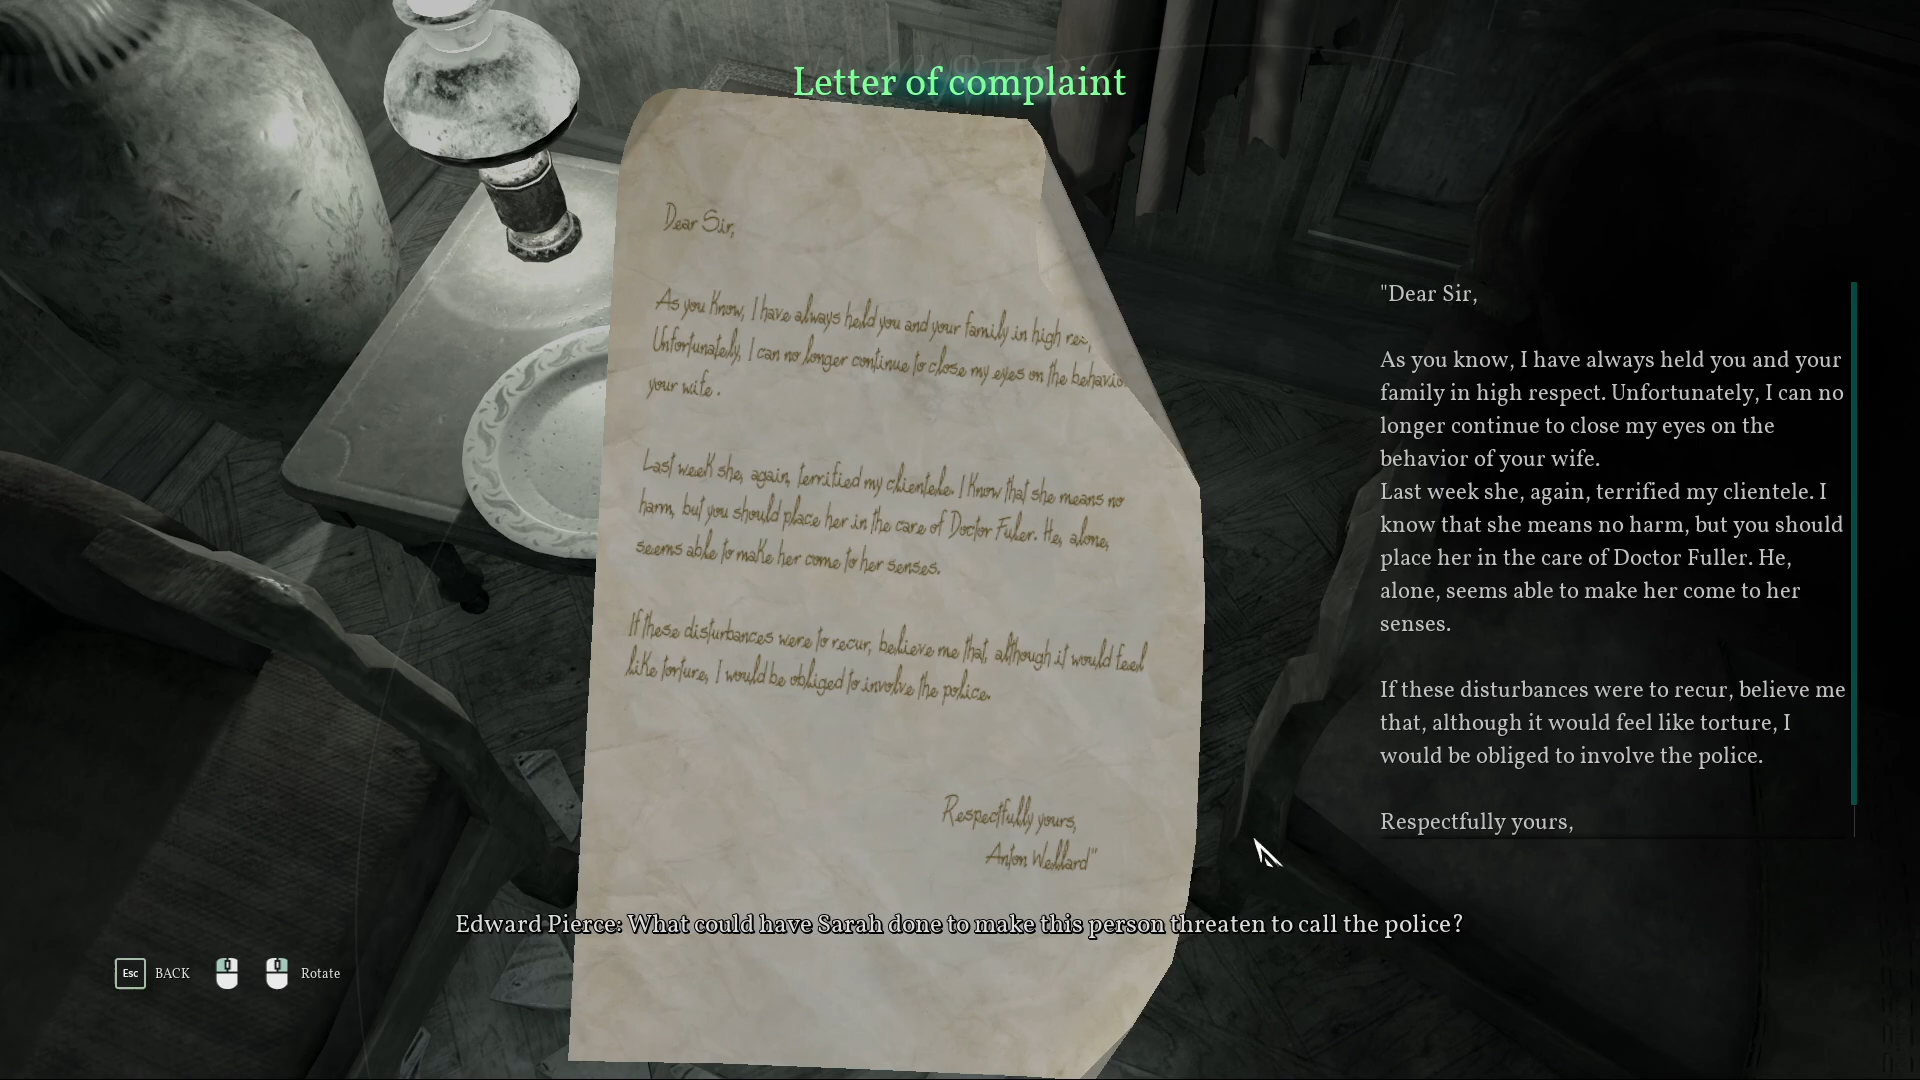 Letter of complaint
Dear Sir,
As you know, I have always held you and your family in high
Unfortunately, I can no longer continue to close my eyes on the
your wife.
Last week she, again, terrified my clientele. I know that she means no
harm, but you should place her in the care of Doctor Fuller. He, alone,
seems able to make her come to her senses.
If these disturbances were to recur, believe me that, although it would feel
like torture, I would be obliged to involve the police.
Respectfully yours,
Anton Wellard"
"Dear Sir,
As you know, I have always held you and your
family in high respect. Unfortunately, I can no
longer continue to close my eyes on the
behavior of your wife.
Last week she, again, terrified my clientele. I
know that she means no harm, but you should
place her in the care of Doctor Fuller. He,
alone, seems able to make her come to her
senses.
If these disturbances were to recur, believe me
that, although it would feel like torture, I
would be obliged to involve the police.
Respectfully yours,
Edward Pierce: What could have Sarah done to make this person threaten to call the police?
Esc BACK Rotate